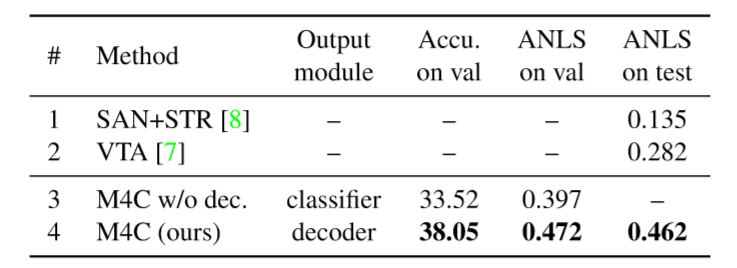 # Method Output module Accu. on val ANLS on val ANLS on test
1 SAN+STR [8] – – – 0.135
2 VTA [7] – – – 0.282
3 M4C w/o dec. classifier 33.52 0.397 –
4 M4C (ours) decoder 38.05 0.472 0.462